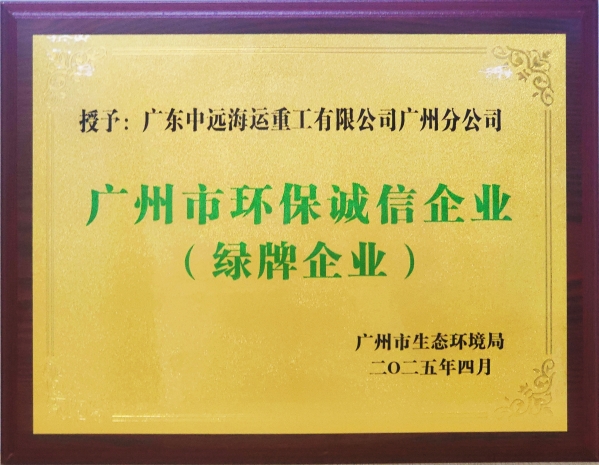 授予：广东中远海运重工有限公司广州分公司
广州市环保诚信企业
（绿牌企业）
广州市生态环境局
二〇二五年四月